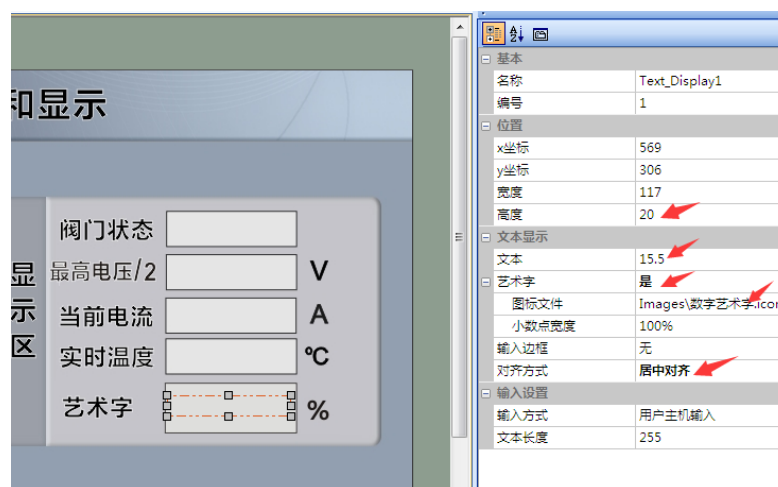 和显示
显示区
阀门状态
最高电压/2 V
当前电流 A
实时温度 ℃
艺术字 %
基本
名称 Text_Display1
编号 1
位置
x坐标 569
y坐标 306
宽度 117
高度 20
文本显示
文本 15.5
艺术字 是
图标文件 Images\数字艺术字.icon
小数点宽度 100%
输入边框 无
对齐方式 居中对齐
输入设置
输入方式 用户主机输入
文本长度 255